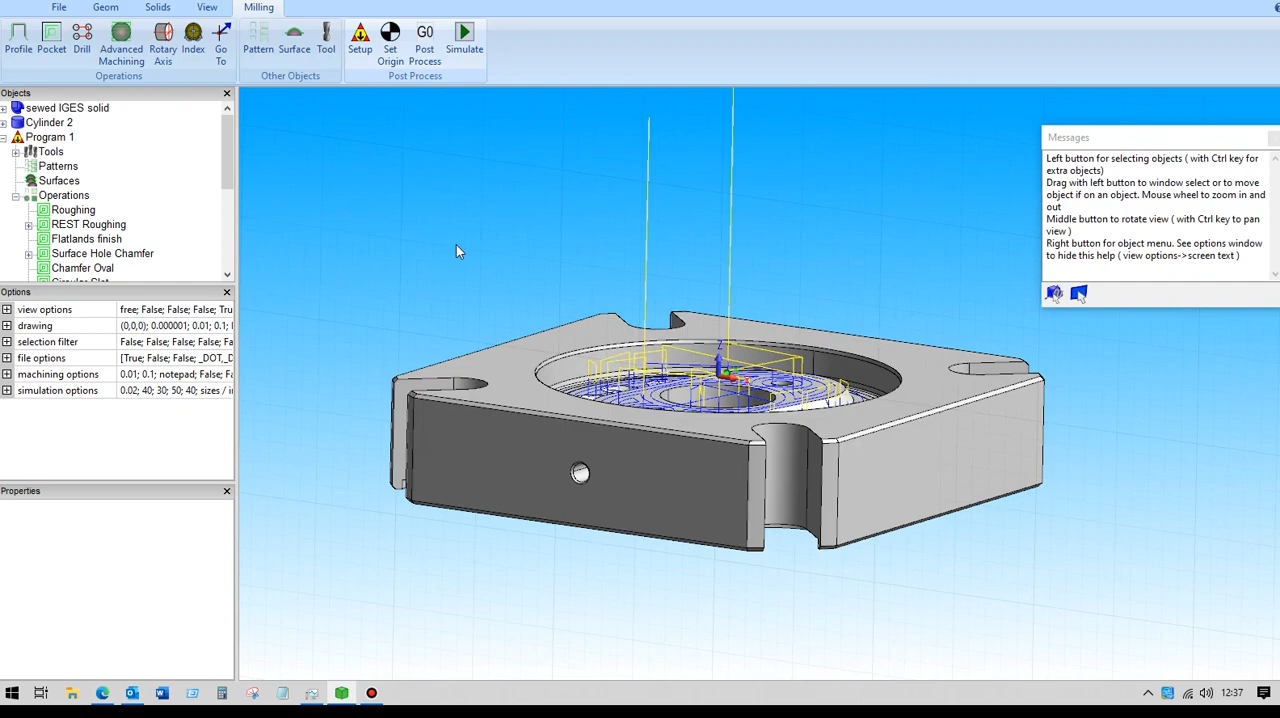 File Geom Solids View Milling
G0
Profile Pocket Drill Advanced Machining Rotary Axis Index Go To Pattern Surface Tool Setup Set Origin Post Process Simulate
Operations Other Objects Post Process
Objects
sewed IGES solid
Cylinder 2
Program 1
Tools
Patterns
Surfaces
Operations
Roughing
REST Roughing
Flatlands finish
Surface Hole Chamfer
Chamfer Oval
Options
view options free; False; False; False; Tru
drawing (0,0,0); 0.000001; 0.01; 0.1;
selection filter False; False; False; False; Fa
file options [True; False; False; _DOT,_D
machining options 0.01; 0.1; notepad; False; Fa
simulation options 0.02; 40; 30; 50; 40; sizes / i
Properties
Messages
Left button for selecting objects ( with Ctrl key for
extra objects)
Drag with left button to window select or to move
object if on an object. Mouse wheel to zoom in and
out
Middle button to rotate view ( with Ctrl key to pan
view )
Right button for object menu. See options window
to hide this help ( view options->screen text )
12:37